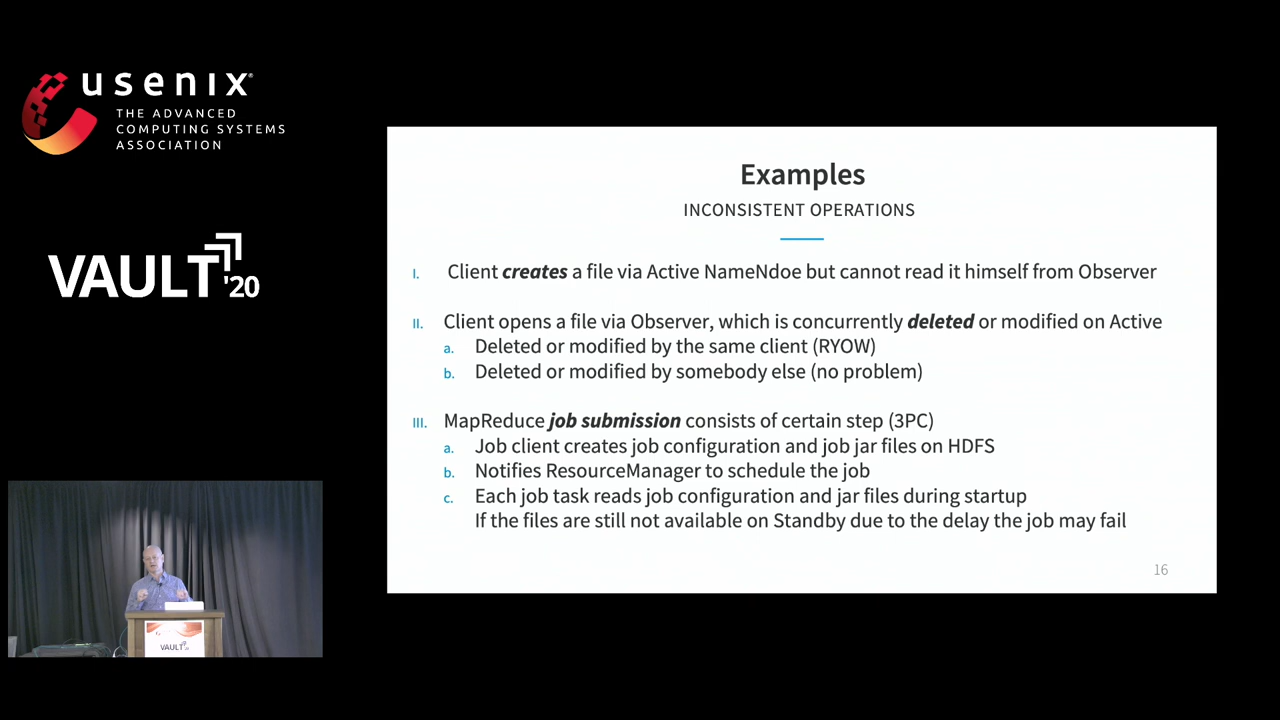 usenix
THE ADVANCED
COMPUTING SYSTEMS
ASSOCIATION
VAULT '20
Examples
INCONSISTENT OPERATIONS
I. Client creates a file via Active NameNdoe but cannot read it himself from Observer
II. Client opens a file via Observer, which is concurrently deleted or modified on Active
a. Deleted or modified by the same client (RYOW)
b. Deleted or modified by somebody else (no problem)
III. MapReduce job submission consists of certain step (3PC)
a. Job client creates job configuration and job jar files on HDFS
b. Notifies ResourceManager to schedule the job
c. Each job task reads job configuration and jar files during startup
If the files are still not available on Standby due to the delay the job may fail
16
VAULT